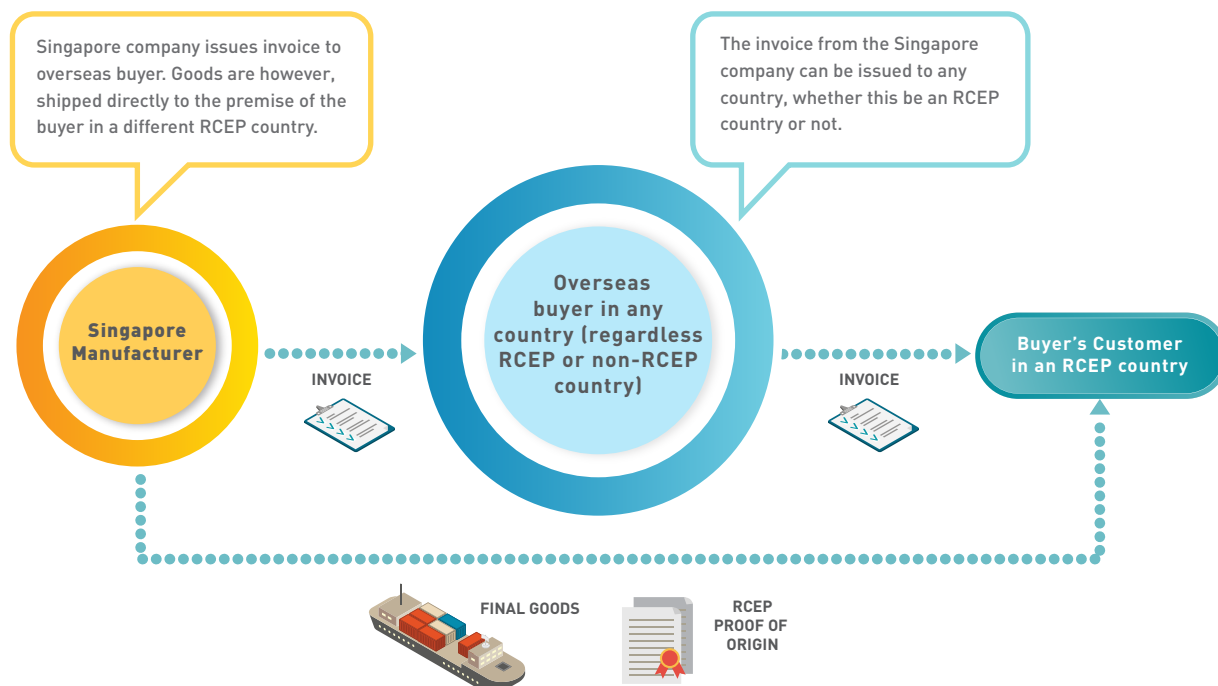 Singapore company issues invoice to
overseas buyer. Goods are however,
shipped directly to the premise of the
buyer in a different RCEP country.
The invoice from the Singapore
company can be issued to any
country, whether this be an RCEP
country or not.
Singapore
Manufacturer
INVOICE
Overseas
buyer in any
country (regardless
RCEP or non-RCEP
country)
INVOICE
Buyer's Customer
in an RCEP country
FINAL GOODS
RCEP
PROOF OF
ORIGIN